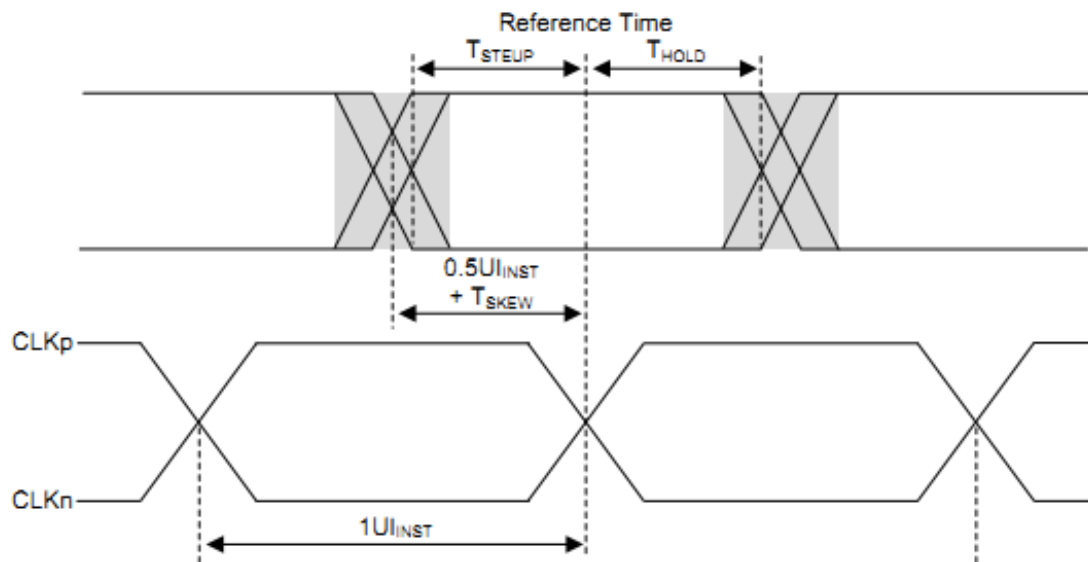 Reference Time
TSTEUP
THOLD
0.5UIINST
+ TSKEW
CLKp
CLKn
1UIINST